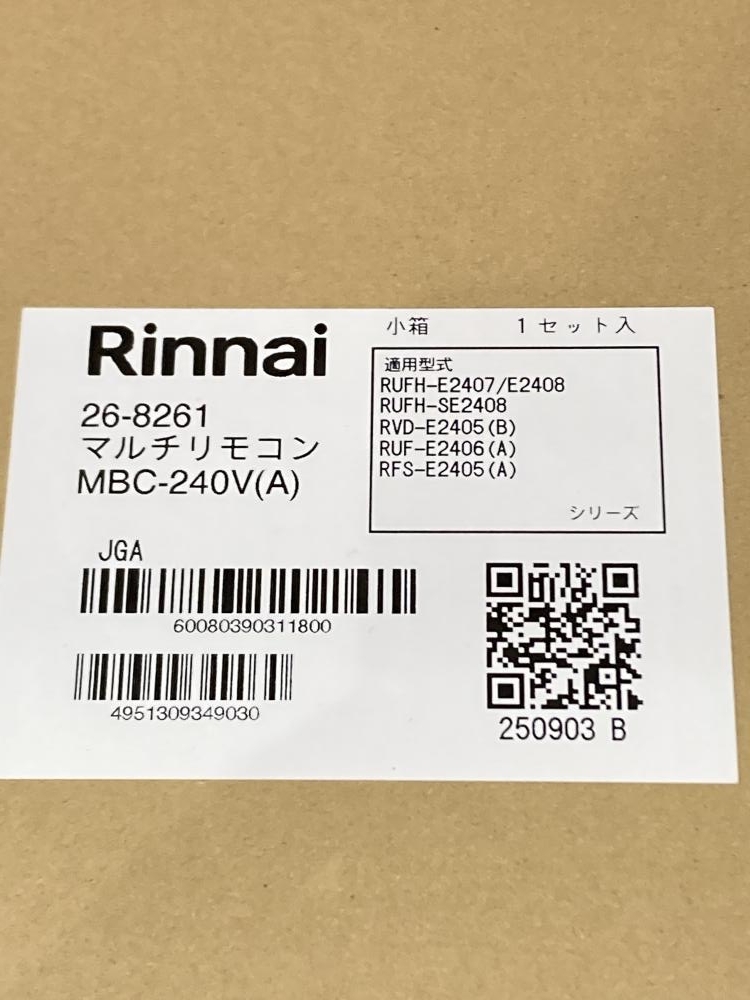 Rinnai
26-8261
マルチリモコン
MBC-240V(A)
小箱 1セット入
適用型式
RUFH-E2407/E2408
RUFH-SE2408
RVD-E2405(B)
RUF-E2406(A)
RFS-E2405(A)
シリーズ
JGA
60080390311800
4951309349030
250903 B